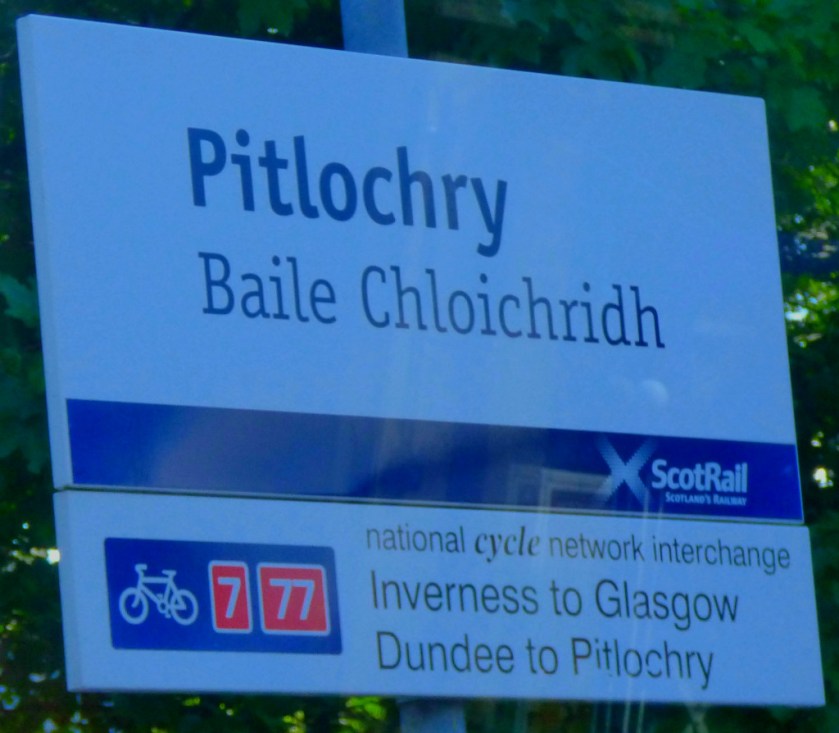 Pitlochry
Baile Chloichridh
ScotRail
SCOTLAND'S RAILWAY
national cycle network interchange
7 77
Inverness to Glasgow
Dundee to Pitlochry